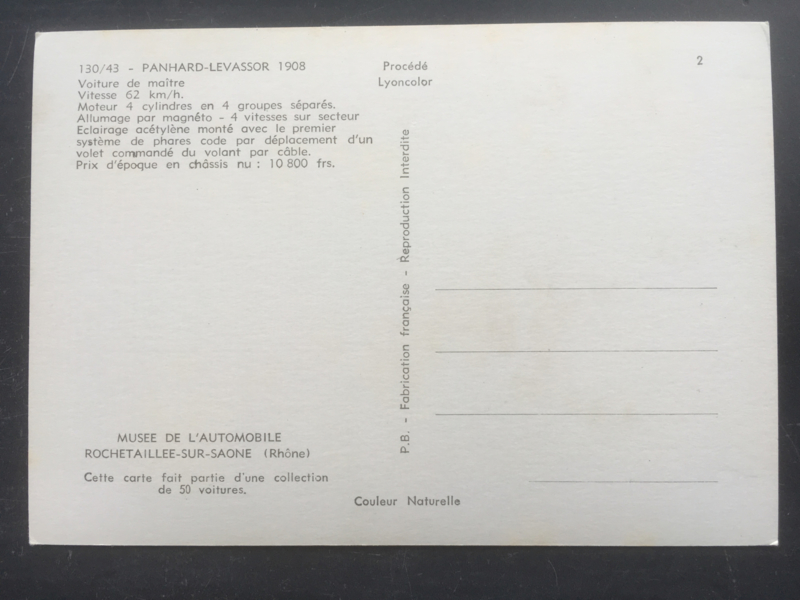 130/43 - PANHARD-LEVASSOR 1908
Voiture de maître
Vitesse 62 km/h.
Moteur 4 cylindres en 4 groupes séparés.
Allumage par magnéto - 4 vitesses sur secteur
Eclairage acétylène monté avec le premier
système de phares code par déplacement d'un
volet commandé du volant par câble.
Prix d'époque en châssis nu : 10 800 frs.
MUSEE DE L'AUTOMOBILE
ROCHETAILLEE-SUR-SAONE (Rhône)
Cette carte fait partie d'une collection
de 50 voitures.
Procédé
Lyoncolor
P.B. - Fabrication française - Reproduction Interdite
Couleur Naturelle
2